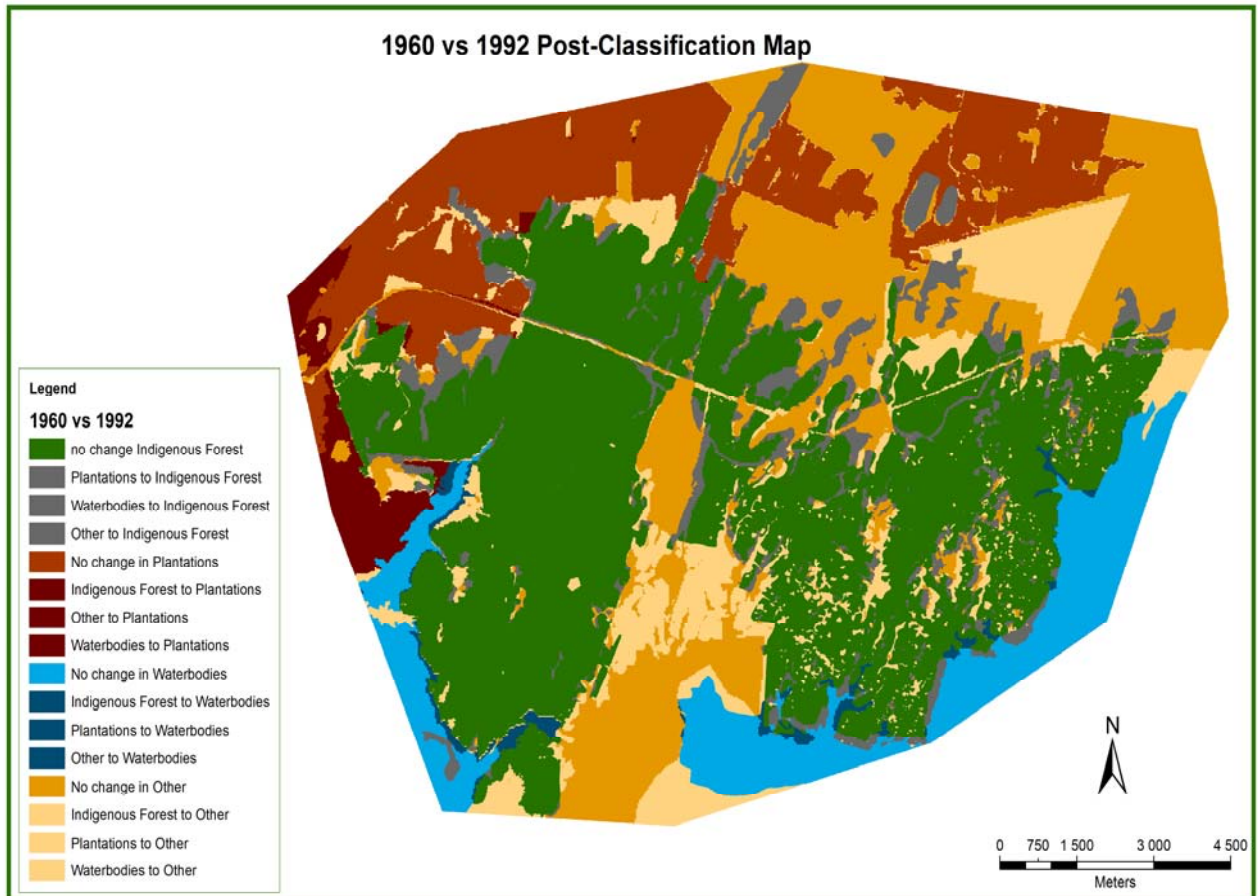 1960 vs 1992 Post-Classification Map
Legend
1960 vs 1992
no change Indigenous Forest
Plantations to Indigenous Forest
Waterbodies to Indigenous Forest
Other to Indigenous Forest
No change in Plantations
Indigenous Forest to Plantations
Other to Plantations
Waterbodies to Plantations
No change in Waterbodies
Indigenous Forest to Waterbodies
Plantations to Waterbodies
Other to Waterbodies
No change in Other
Indigenous Forest to Other
Plantations to Other
Waterbodies to Other
N
0 750 1 500 3 000 4 500
Meters